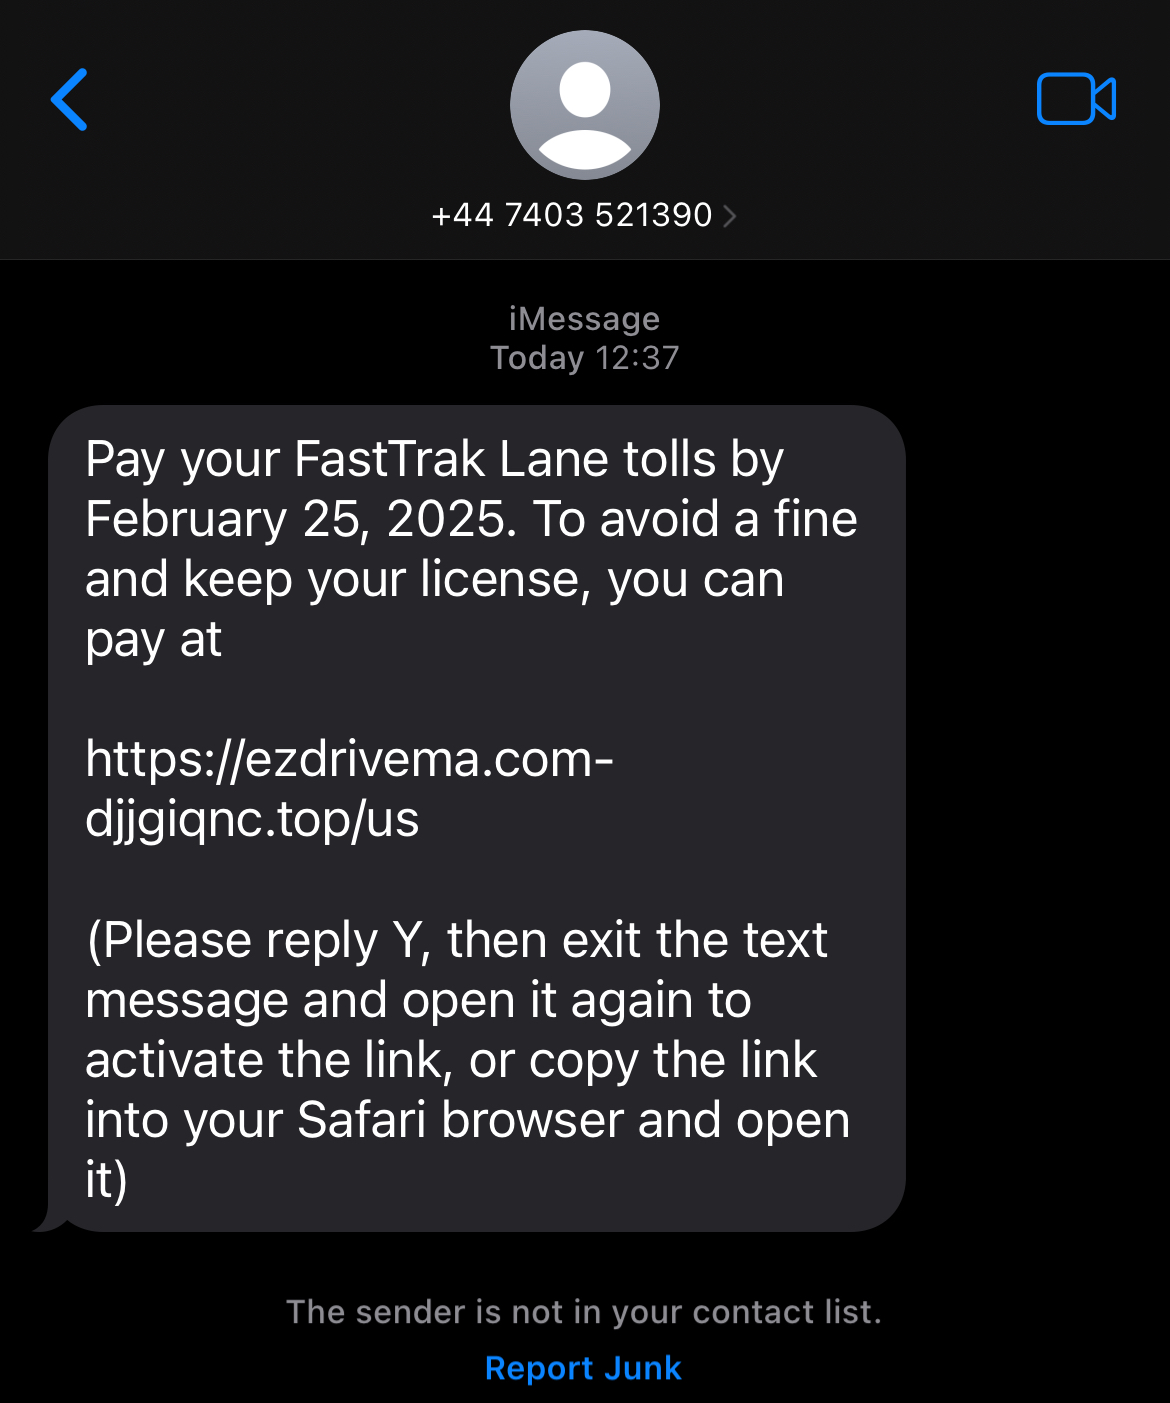 +44 7403 521390
iMessage
Today 12:37
Pay your FastTrak Lane tolls by
February 25, 2025. To avoid a fine
and keep your license, you can
pay at
https://ezdrivema.com-
djjgiqnc.top/us
(Please reply Y, then exit the text
message and open it again to
activate the link, or copy the link
into your Safari browser and open
it)
The sender is not in your contact list.
Report Junk